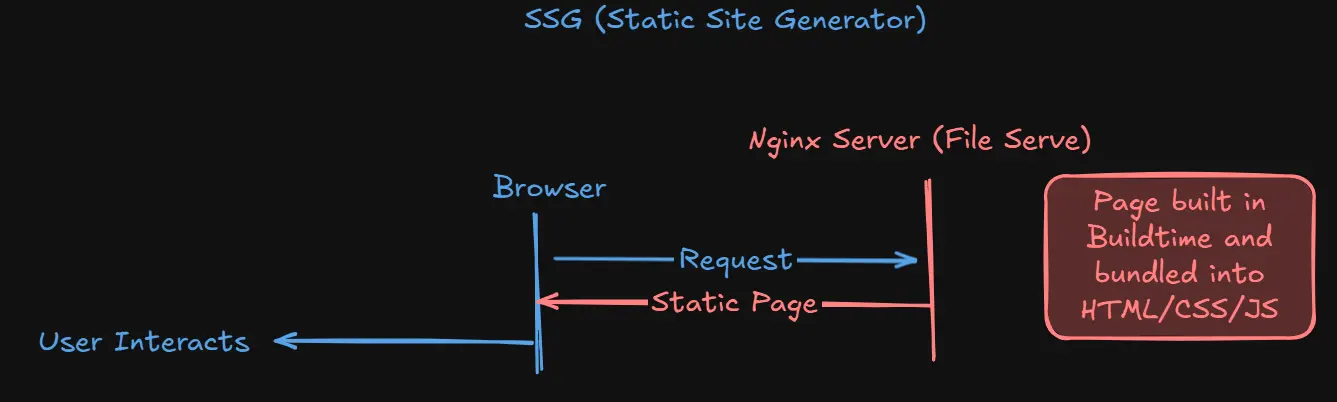 SSG (Static Site Generator)
Nginx Server (File Serve)
Browser
Page built in
Buildtime and
bundled into
HTML/CSS/JS
Request
Static Page
User Interacts